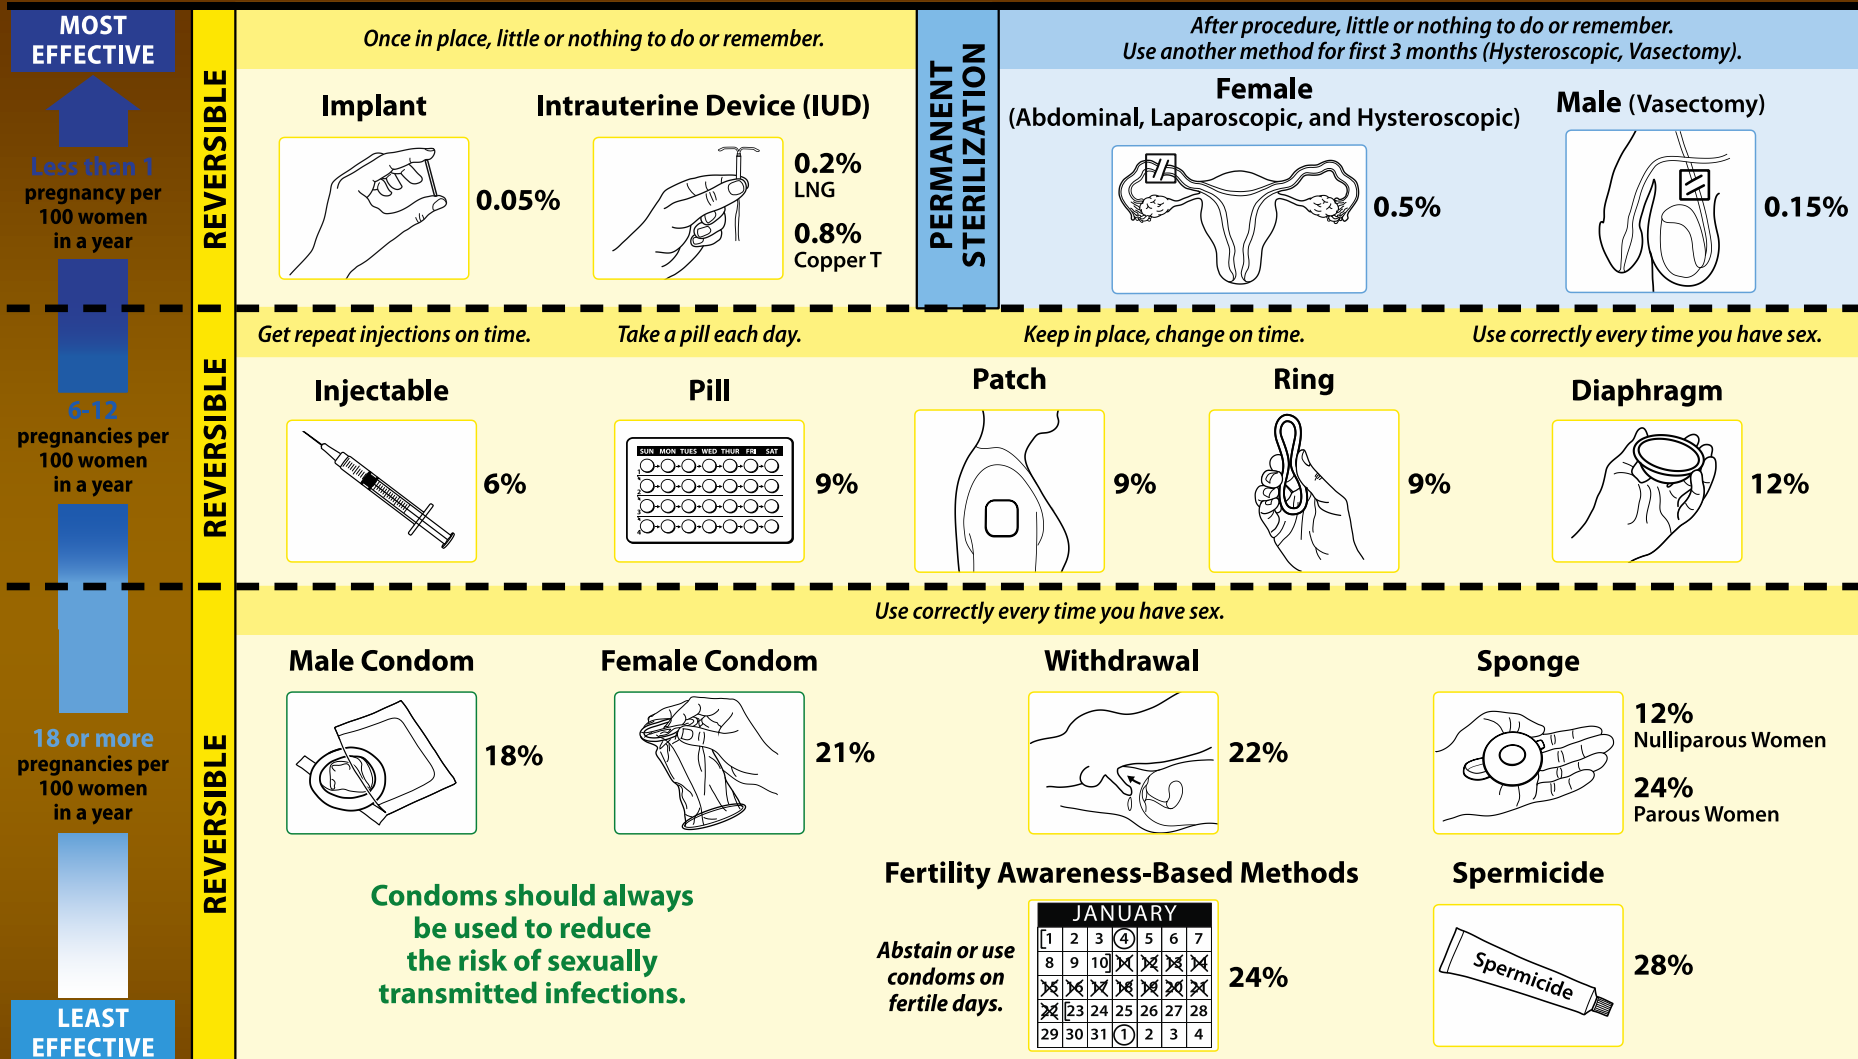 MOST
EFFECTIVE
Less than 1
pregnancy per
100 women
in a year
REVERSIBLE
Once in place, little or nothing to do or remember.
Implant
0.05%
Intrauterine Device (IUD)
0.2%
LNG
0.8%
Copper T
PERMANENT
STERILIZATION
After procedure, little or nothing to do or remember.
Use another method for first 3 months (Hysteroscopic, Vasectomy).
Female
(Abdominal, Laparoscopic, and Hysteroscopic)
0.5%
Male (Vasectomy)
0.15%
6-12
pregnancies per
100 women
in a year
REVERSIBLE
Get repeat injections on time.
Take a pill each day.
Keep in place, change on time.
Use correctly every time you have sex.
Injectable
6%
Pill
SUN MON TUES WED THUR FRI SAT
1
2
3
4
9%
Patch
9%
Ring
9%
Diaphragm
12%
18 or more
pregnancies per
100 women
in a year
LEAST
EFFECTIVE
REVERSIBLE
Use correctly every time you have sex.
Male Condom
18%
Female Condom
21%
Withdrawal
22%
Sponge
12%
Nulliparous Women
24%
Parous Women
Condoms should always
be used to reduce
the risk of sexually
transmitted infections.
Fertility Awareness-Based Methods
Abstain or use
condoms on
fertile days.
JANUARY
1 2 3 4 5 6 7
8 9 10 11 12 13 14
15 16 17 18 19 20 21
22 23 24 25 26 27 28
29 30 31 1 2 3 4
24%
Spermicide
Spermicide
28%